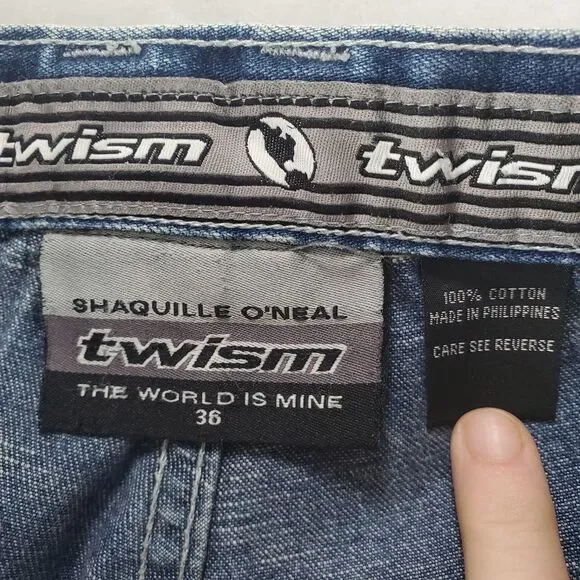 twism twism
SHAQUILLE O'NEAL
twism
THE WORLD IS MINE
36
100% COTTON
MADE IN PHILIPPINES
CARE SEE REVERSE